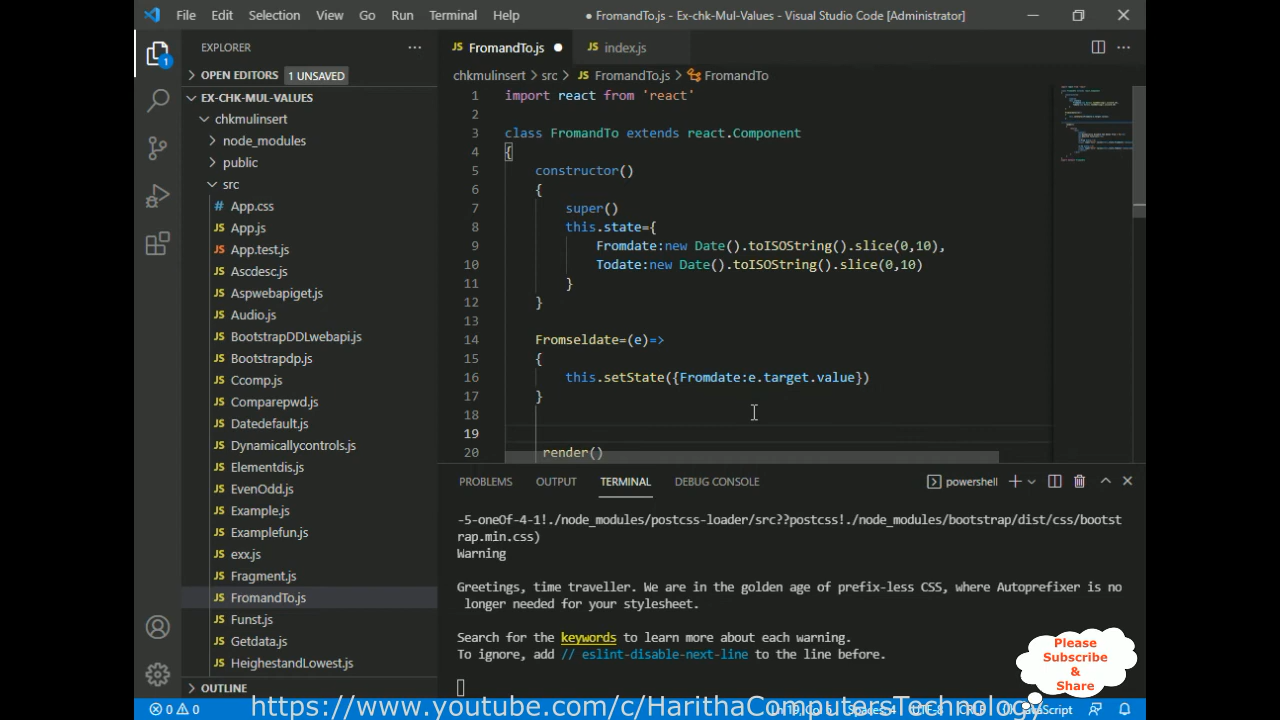 File Edit Selection View Go Run Terminal Help ● FromandTo.js - Ex-chk-Mul-Values - Visual Studio Code [Administrator]
EXPLORER
FromandTo.js
index.js
OPEN EDITORS 1 UNSAVED
EX-CHK-MUL-VALUES
chkmulinsert
node_modules
public
src
App.css
App.js
App.test.js
Ascdesc.js
Aspwebapiget.js
Audio.js
BootstrapDDLwebapi.js
Bootstrapdp.js
Ccomp.js
Comparepwd.js
Datedefault.js
Dynamicallycontrols.js
Elementdis.js
EvenOdd.js
Example.js
Examplefun.js
exx.js
Fragment.js
FromandTo.js
Funst.js
Getdata.js
HeighestandLowest.js
OUTLINE
chkmulinsert > src > FromandTo.js > FromandTo
1 import react from 'react'
2
3 class FromandTo extends react.Component
4 {
5 constructor()
6 {
7 super()
8 this.state={
9 Fromdate:new Date().toISOString().slice(0,10),
10 Todate:new Date().toISOString().slice(0,10)
11 }
12 }
13
14 Fromseldate=(e)=>
15 {
16 this.setState({Fromdate:e.target.value})
17 }
18
19
20 render()
PROBLEMS OUTPUT TERMINAL DEBUG CONSOLE powershell
-5-oneOf-4-1!./node_modules/postcss-loader/src??postcss!./node_modules/bootstrap/dist/css/bootst
rap.min.css)
Warning
Greetings, time traveller. We are in the golden age of prefix-less CSS, where Autoprefixer is no
longer needed for your stylesheet.
Search for the keywords to learn more about each warning.
To ignore, add // eslint-disable-next-line to the line before.
Please
Subscribe
&
Share
0 0
https://www.youtube.com/c/HarithaComputersTechnology